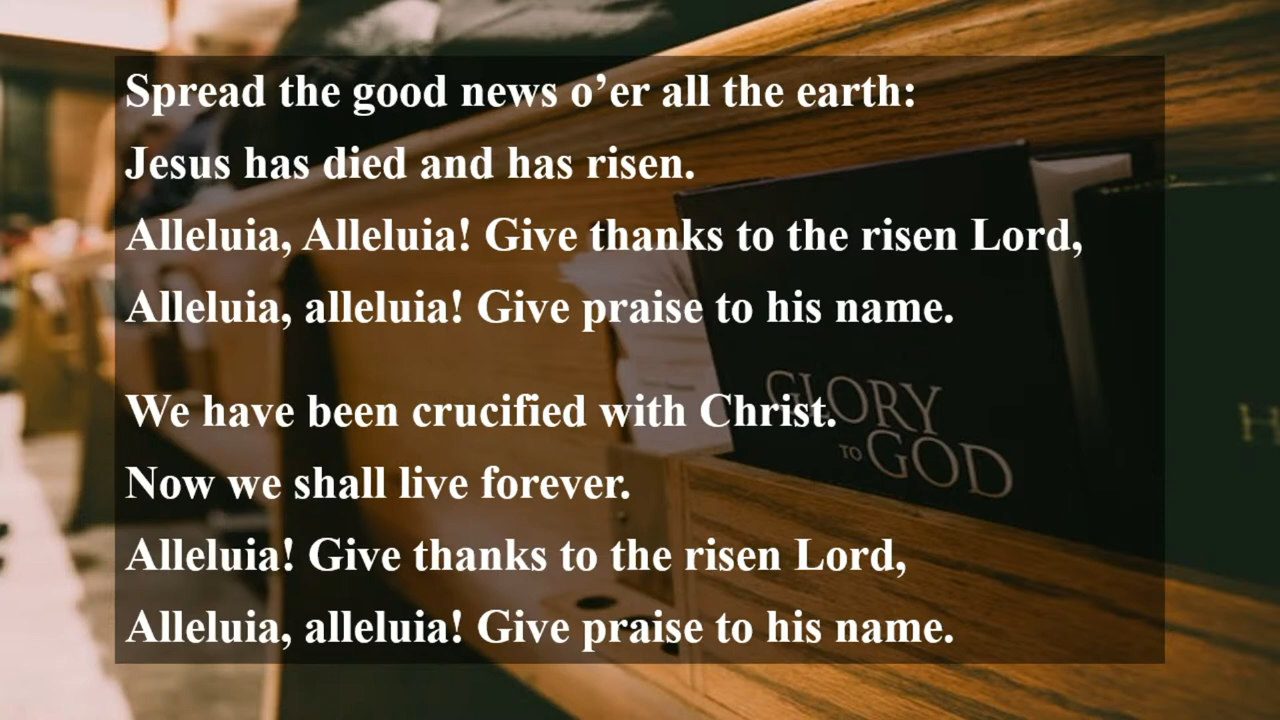 Spread the good news o’er all the earth:
Jesus has died and has risen.
Alleluia, Alleluia! Give thanks to the risen Lord,
Alleluia, alleluia! Give praise to his name.
We have been crucified with Christ.
Now we shall live forever.
Alleluia! Give thanks to the risen Lord,
Alleluia, alleluia! Give praise to his name.
GLORY
TO GOD